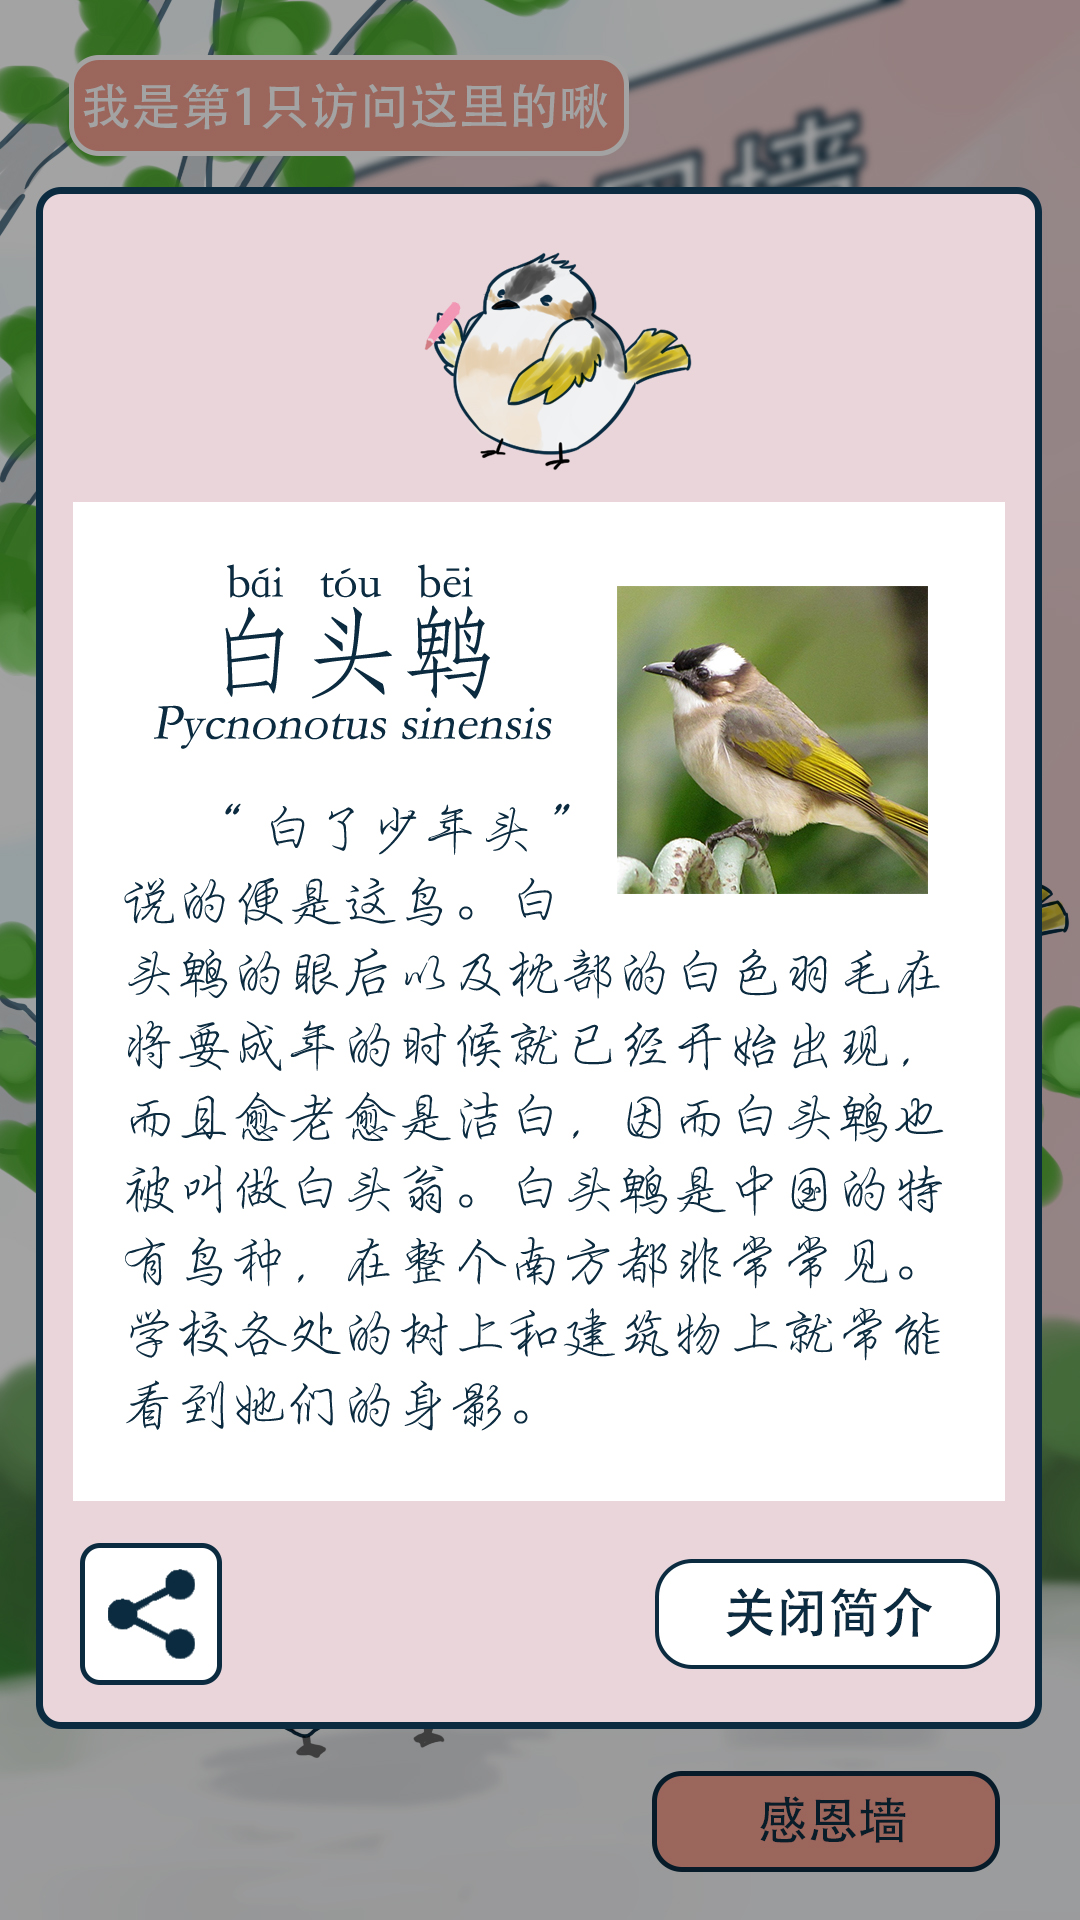 我是第1只访问这里的啾
bái tóu bēi
白头鹎
Pycnonotus sinensis
“白了少年头”
说的便是这鸟。白
头鹎的眼后以及枕部的白色羽毛在
将要成年的时候就已经开始出现，
而且愈老愈是洁白，因而白头鹎也
被叫做白头翁。白头鹎是中国的特
有鸟种，在整个南方都非常常见。
学校各处的树上和建筑物上就常能
看到她们的身影。
关闭简介
感恩墙